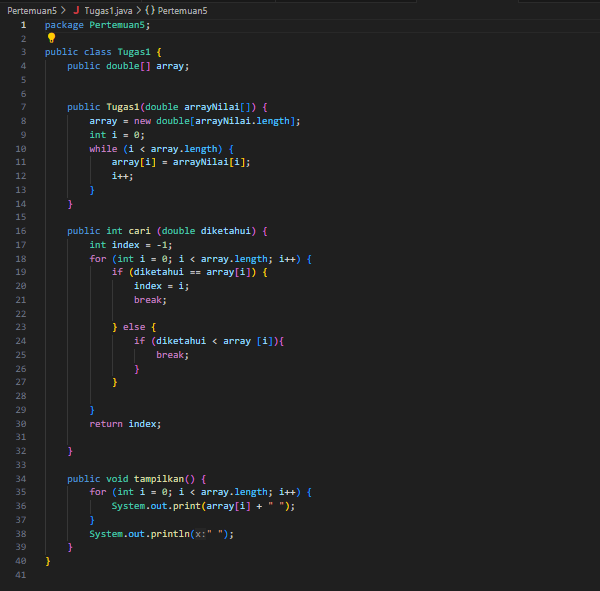 Pertemuan5 > J Tugas1.java > {} Pertemuan5
1 package Pertemuan5;
2
3 public class Tugas1 {
4 public double[] array;
5
6
7 public Tugas1(double arrayNilai[]) {
8 array = new double[arrayNilai.length];
9 int i = 0;
10 while (i < array.length) {
11 array[i] = arrayNilai[i];
12 i++;
13 }
14 }
15
16 public int cari (double diketahui) {
17 int index = -1;
18 for (int i = 0; i < array.length; i++) {
19 if (diketahui == array[i]) {
20 index = i;
21 break;
22
23 } else {
24 if (diketahui < array [i]){
25 break;
26 }
27 }
28
29 }
30 return index;
31
32 }
33
34 public void tampilkan() {
35 for (int i = 0; i < array.length; i++) {
36 System.out.print(array[i] + " ");
37 }
38 System.out.println(x:" ");
39 }
40 }
41